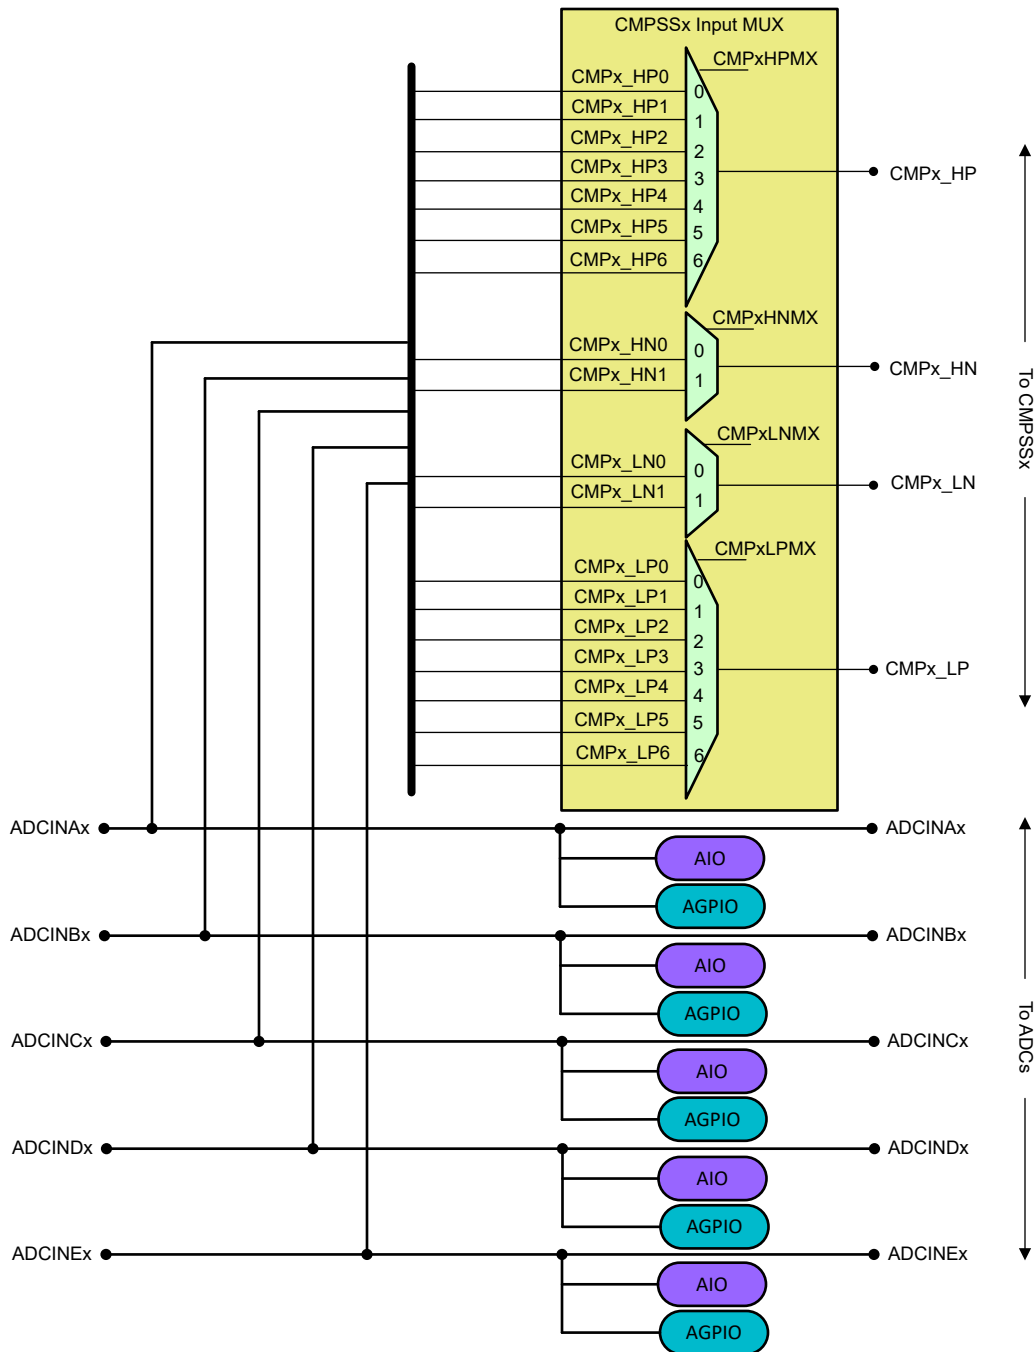 CMPSSx Input MUX
CMPxHPMX
CMPx_HP0
0
CMPx_HP1
1
CMPx_HP2
2
CMPx_HP3
3
CMPx_HP4
4
CMPx_HP5
5
CMPx_HP6
6
CMPx_HP
CMPxHNMX
CMPx_HN0
0
CMPx_HN1
1
CMPx_HN
CMPxLNMX
CMPx_LN0
0
CMPx_LN1
1
CMPx_LN
CMPxLPMX
CMPx_LP0
0
CMPx_LP1
1
CMPx_LP2
2
CMPx_LP3
3
CMPx_LP4
4
CMPx_LP5
5
CMPx_LP6
6
CMPx_LP
To CMPSSx
ADCINAx
ADCINAx
AIO
AGPIO
ADCINBx
ADCINBx
AIO
AGPIO
ADCINCx
ADCINCx
AIO
AGPIO
ADCINDx
ADCINDx
AIO
AGPIO
ADCINEx
ADCINEx
AIO
AGPIO
To ADCs